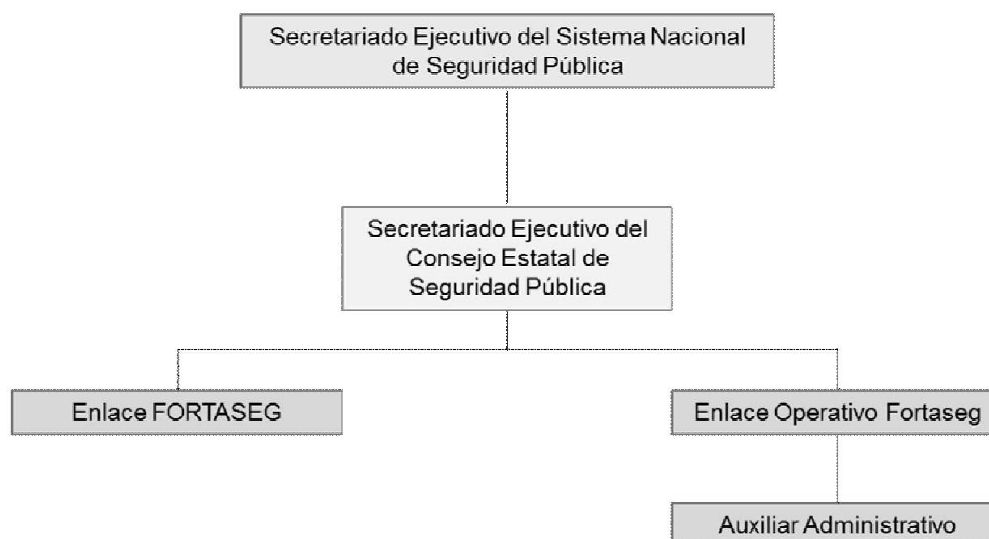 Secretariado Ejecutivo del Sistema Nacional
de Seguridad Pública
Secretariado Ejecutivo del
Consejo Estatal de
Seguridad Pública
Enlace FORTASEG
Enlace Operativo Fortaseg
Auxiliar Administrativo